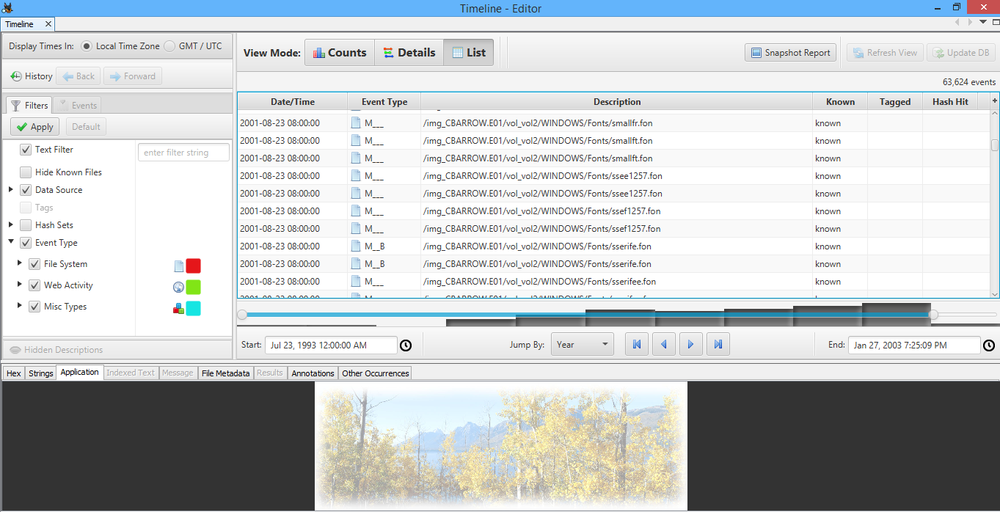 Timeline - Editor
Timeline
Display Times In: Local Time Zone GMT / UTC
View Mode: Counts Details List
Snapshot Report Refresh View Update DB
History Back Forward
63,624 events
Filters Events
Apply Default
Text Filter enter filter string
Hide Known Files
Data Source
Tags
Hash Sets
Event Type
File System
Web Activity
Misc Types
Hidden Descriptions
Date/Time Event Type Description Known Tagged Hash Hit
2001-08-23 08:00:00 M___ /img_CBARROW.E01/vol_vol2/WINDOWS/Fonts/smallfr.fon known
2001-08-23 08:00:00 M___ /img_CBARROW.E01/vol_vol2/WINDOWS/Fonts/smallft.fon known
2001-08-23 08:00:00 M___ /img_CBARROW.E01/vol_vol2/WINDOWS/Fonts/smallft.fon known
2001-08-23 08:00:00 M___ /img_CBARROW.E01/vol_vol2/WINDOWS/Fonts/ssee1257.fon known
2001-08-23 08:00:00 M___ /img_CBARROW.E01/vol_vol2/WINDOWS/Fonts/ssee1257.fon known
2001-08-23 08:00:00 M___ /img_CBARROW.E01/vol_vol2/WINDOWS/Fonts/ssef1257.fon known
2001-08-23 08:00:00 M___ /img_CBARROW.E01/vol_vol2/WINDOWS/Fonts/ssef1257.fon known
2001-08-23 08:00:00 M__B /img_CBARROW.E01/vol_vol2/WINDOWS/Fonts/sserife.fon known
2001-08-23 08:00:00 M__B /img_CBARROW.E01/vol_vol2/WINDOWS/Fonts/sserife.fon known
2001-08-23 08:00:00 M___ /img_CBARROW.E01/vol_vol2/WINDOWS/Fonts/sserifee.fon known
Start: Jul 23, 1993 12:00:00 AM Jump By: Year End: Jan 27, 2003 7:25:09 PM
Hex Strings Application Indexed Text Message File Metadata Results Annotations Other Occurrences